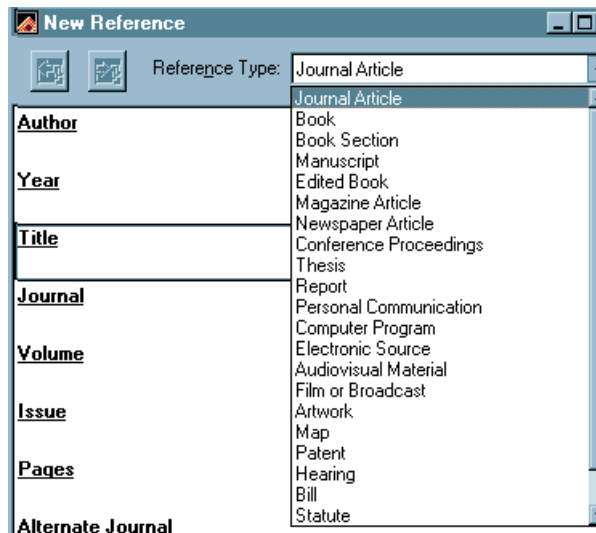 New Reference
Reference Type: Journal Article
Journal Article
Book
Book Section
Manuscript
Edited Book
Magazine Article
Newspaper Article
Conference Proceedings
Thesis
Report
Personal Communication
Computer Program
Electronic Source
Audiovisual Material
Film or Broadcast
Artwork
Map
Patent
Hearing
Bill
Statute
Author
Year
Title
Journal
Volume
Issue
Pages
Alternate Journal